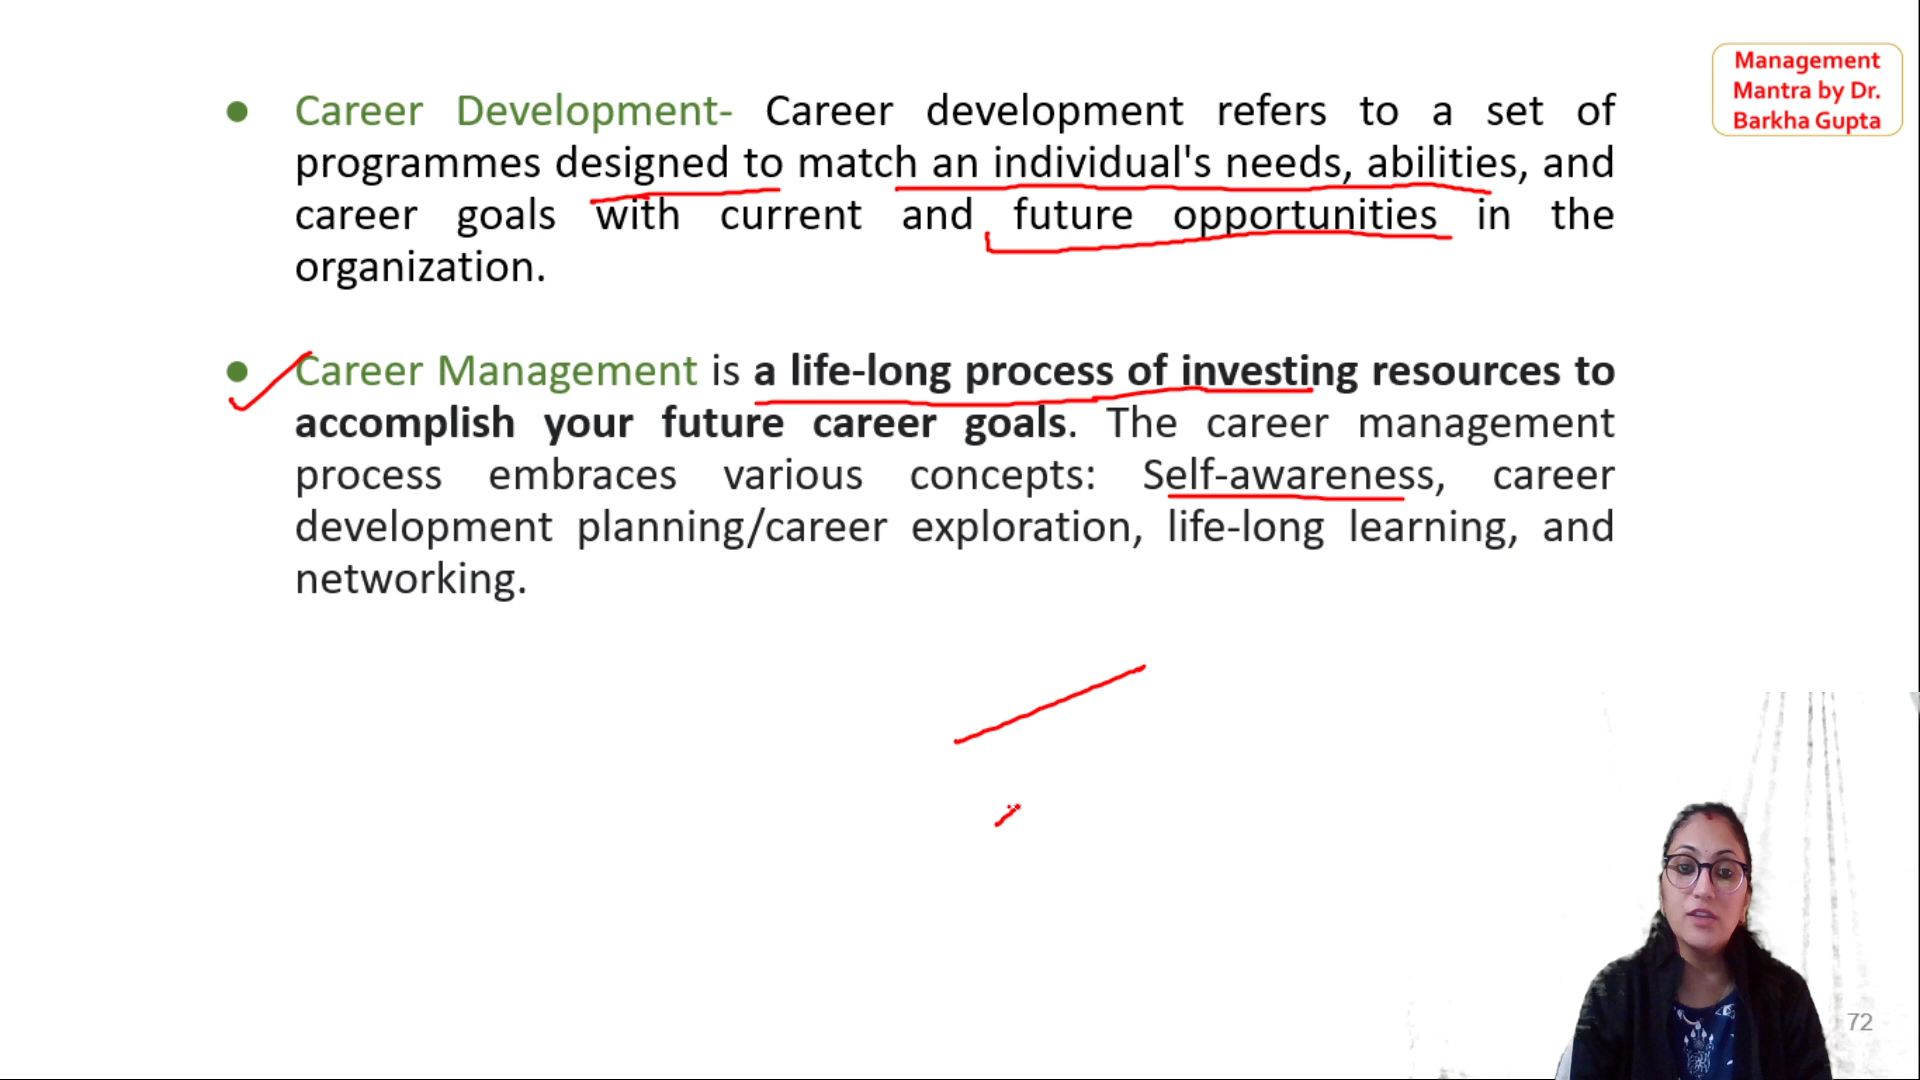 Management
Mantra by Dr.
Barkha Gupta
● Career Development- Career development refers to a set of
programmes designed to match an individual's needs, abilities, and
career goals with current and future opportunities in the
organization.
● Career Management is a life-long process of investing resources to
accomplish your future career goals. The career management
process embraces various concepts: Self-awareness, career
development planning/career exploration, life-long learning, and
networking.
72